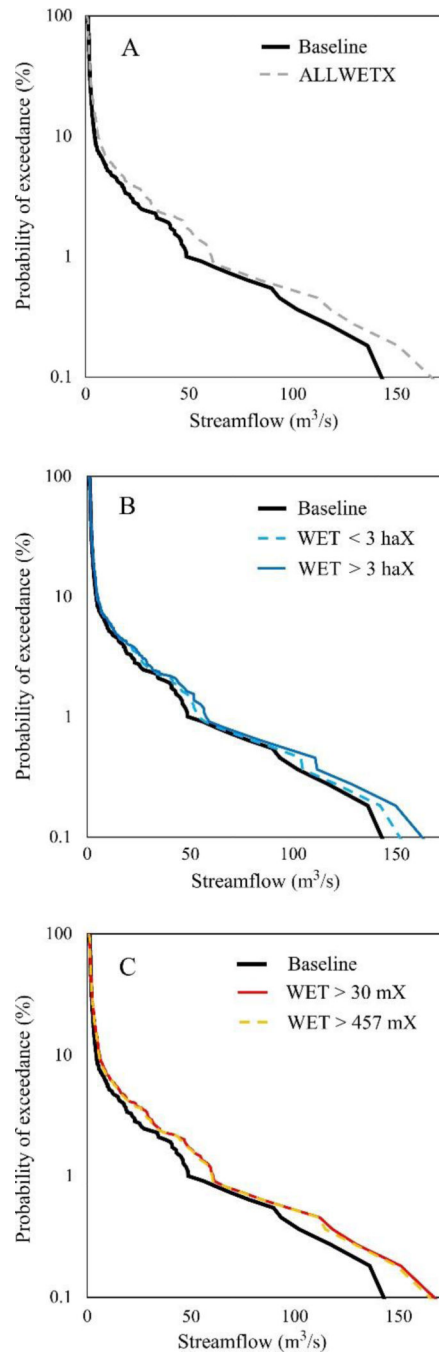 A
Baseline
ALLWETX
Probability of exceedance (%)
100
10
1
0.1
0
50
100
150
Streamflow (m³/s)
B
Baseline
WET < 3 haX
WET > 3 haX
Probability of exceedance (%)
100
10
1
0.1
0
50
100
150
Streamflow (m³/s)
C
Baseline
WET > 30 mX
WET > 457 mX
Probability of exceedance (%)
100
10
1
0.1
0
50
100
150
Streamflow (m³/s)